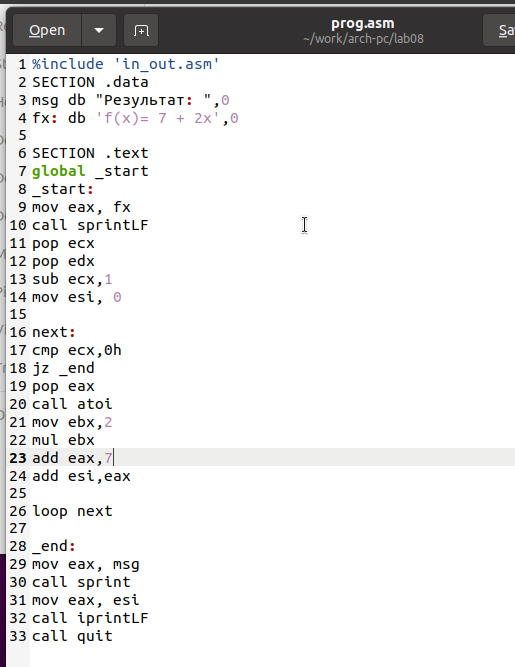 Open
prog.asm
~/work/arch-pc/lab08
1 %include 'in_out.asm'
2 SECTION .data
3 msg db "Результат: ",0
4 fx: db 'f(x)= 7 + 2x',0
5
6 SECTION .text
7 global _start
8 _start:
9 mov eax, fx
10 call sprintLF
11 pop ecx
12 pop edx
13 sub ecx,1
14 mov esi, 0
15
16 next:
17 cmp ecx,0h
18 jz _end
19 pop eax
20 call atoi
21 mov ebx,2
22 mul ebx
23 add eax,7
24 add esi,eax
25
26 loop next
27
28 _end:
29 mov eax, msg
30 call sprint
31 mov eax, esi
32 call iprintLF
33 call quit